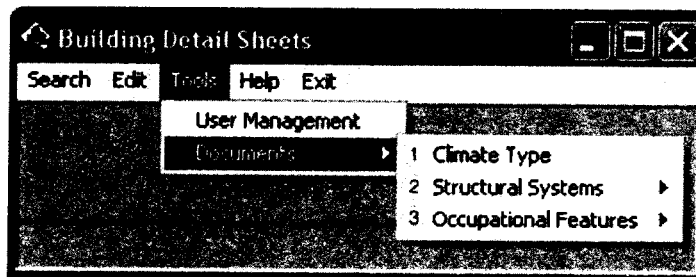 Building Detail Sheets
Search Edit Tools Help Exit
User Management
Documents
1 Climate Type
2 Structural Systems
3 Occupational Features